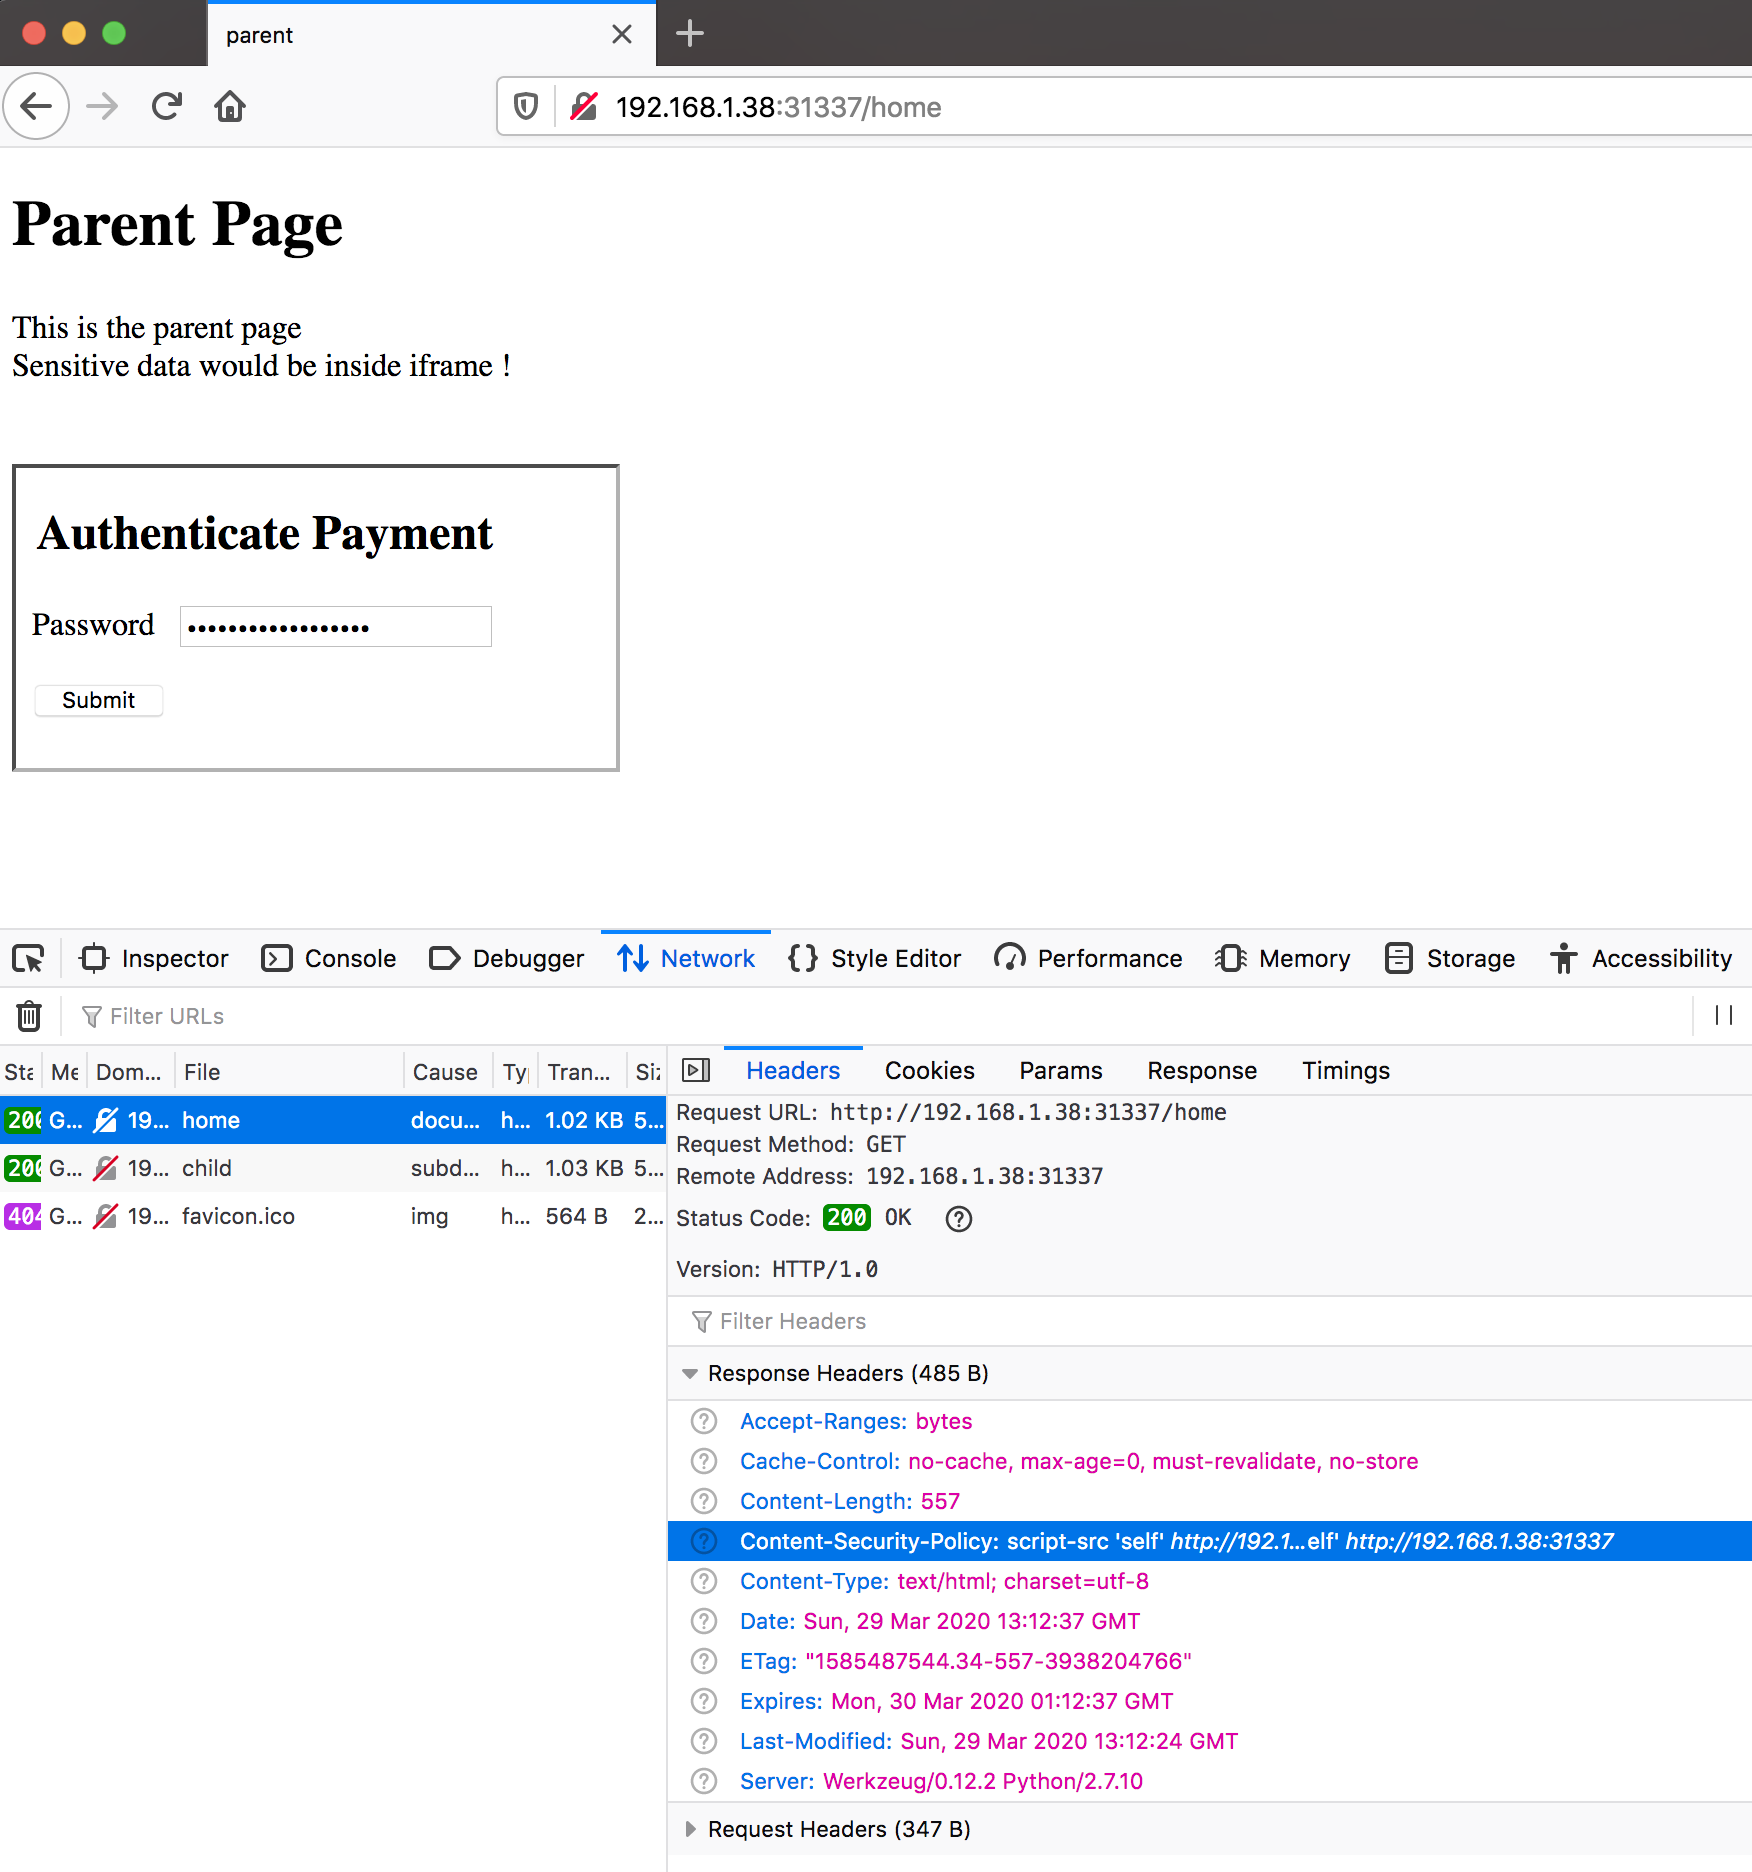 parent
192.168.1.38:31337/home
Parent Page
This is the parent page
Sensitive data would be inside iframe !
Authenticate Payment
Password ••••••••••••••••••
Submit
Inspector Console Debugger Network Style Editor Performance Memory Storage Accessibility
Filter URLs
Sta Me Dom... File Cause Ty Tran... Siz Headers Cookies Params Response Timings
200 G... 19... home docu... h... 1.02 KB 5...
200 G... 19... child subd... h... 1.03 KB 5...
404 G... 19... favicon.ico img h... 564 B 2...
Request URL: http://192.168.1.38:31337/home
Request Method: GET
Remote Address: 192.168.1.38:31337
Status Code: 200 OK ?
Version: HTTP/1.0
Filter Headers
Response Headers (485 B)
? Accept-Ranges: bytes
? Cache-Control: no-cache, max-age=0, must-revalidate, no-store
? Content-Length: 557
? Content-Security-Policy: script-src 'self' http://192.1...elf' http://192.168.1.38:31337
? Content-Type: text/html; charset=utf-8
? Date: Sun, 29 Mar 2020 13:12:37 GMT
? ETag: "1585487544.34-557-3938204766"
? Expires: Mon, 30 Mar 2020 01:12:37 GMT
? Last-Modified: Sun, 29 Mar 2020 13:12:24 GMT
? Server: Werkzeug/0.12.2 Python/2.7.10
Request Headers (347 B)